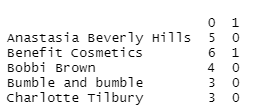 0 1
Anastasia Beverly Hills 5 0
Benefit Cosmetics 6 1
Bobbi Brown 4 0
Bumble and bumble 3 0
Charlotte Tilbury 3 0